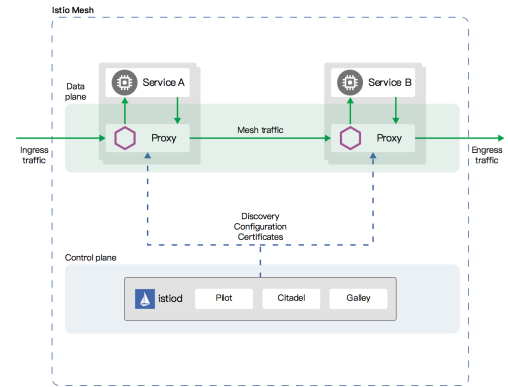 Istio Mesh
Service A
Service B
Data
plane
Proxy
Mesh traffic
Proxy
Ingress
traffic
Engress
traffic
Discovery
Configuration
Certificates
Control plane
istiod
Pilot
Citadel
Galley